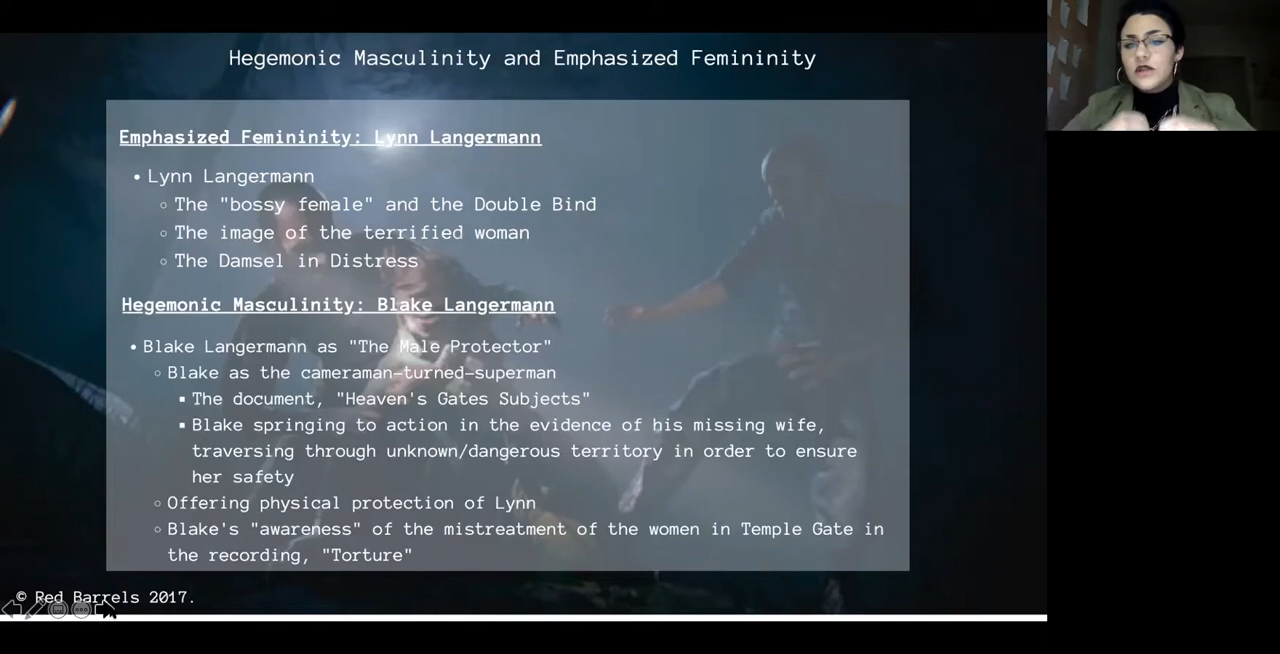 Hegemonic Masculinity and Emphasized Femininity
Emphasized Femininity: Lynn Langermann
• Lynn Langermann
○ The "bossy female" and the Double Bind
○ The image of the terrified woman
○ The Damsel in Distress
Hegemonic Masculinity: Blake Langermann
• Blake Langermann as "The Male Protector"
○ Blake as the cameraman-turned-superman
▪ The document, "Heaven's Gates Subjects"
▪ Blake springing to action in the evidence of his missing wife,
traversing through unknown/dangerous territory in order to ensure
her safety
○ Offering physical protection of Lynn
○ Blake's "awareness" of the mistreatment of the women in Temple Gate in
the recording, "Torture"
© Red Barrels 2017.